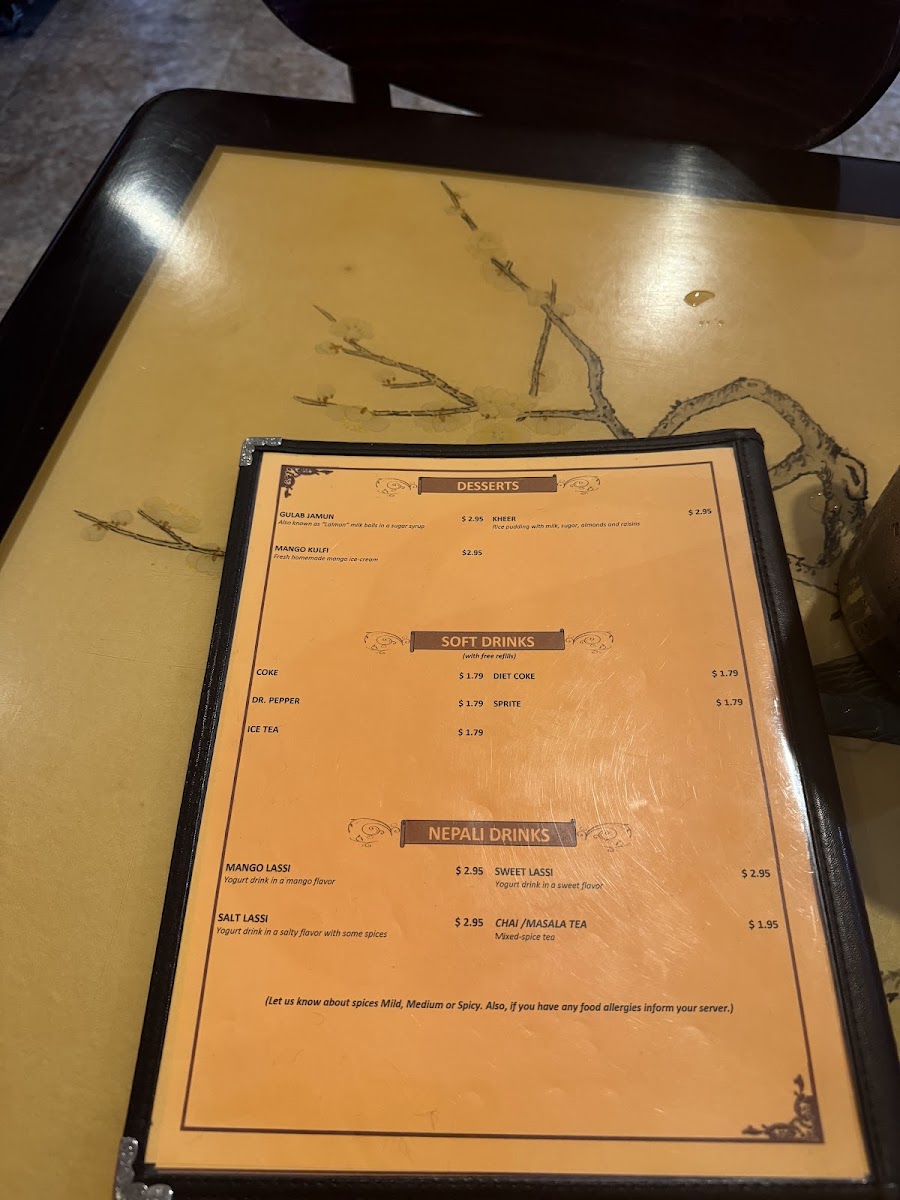 DESSERTS
GULAB JAMUN $ 2.95 KHEER $ 2.95
Also known as "Lalmon" milk balls in a sugar syrup Rice pudding with milk, sugar, almonds and raisins
MANGO KULFI $2.95
Fresh homemade mango ice-cream
SOFT DRINKS
(with free refills)
COKE $ 1.79 DIET COKE $ 1.79
DR. PEPPER $ 1.79 SPRITE $ 1.79
ICE TEA $ 1.79
NEPALI DRINKS
MANGO LASSI $ 2.95 SWEET LASSI $ 2.95
Yogurt drink in a mango flavor Yogurt drink in a sweet flavor
SALT LASSI $ 2.95 CHAI /MASALA TEA $ 1.95
Yogurt drink in a salty flavor with some spices Mixed-spice tea
(Let us know about spices Mild, Medium or Spicy. Also, if you have any food allergies inform your server.)